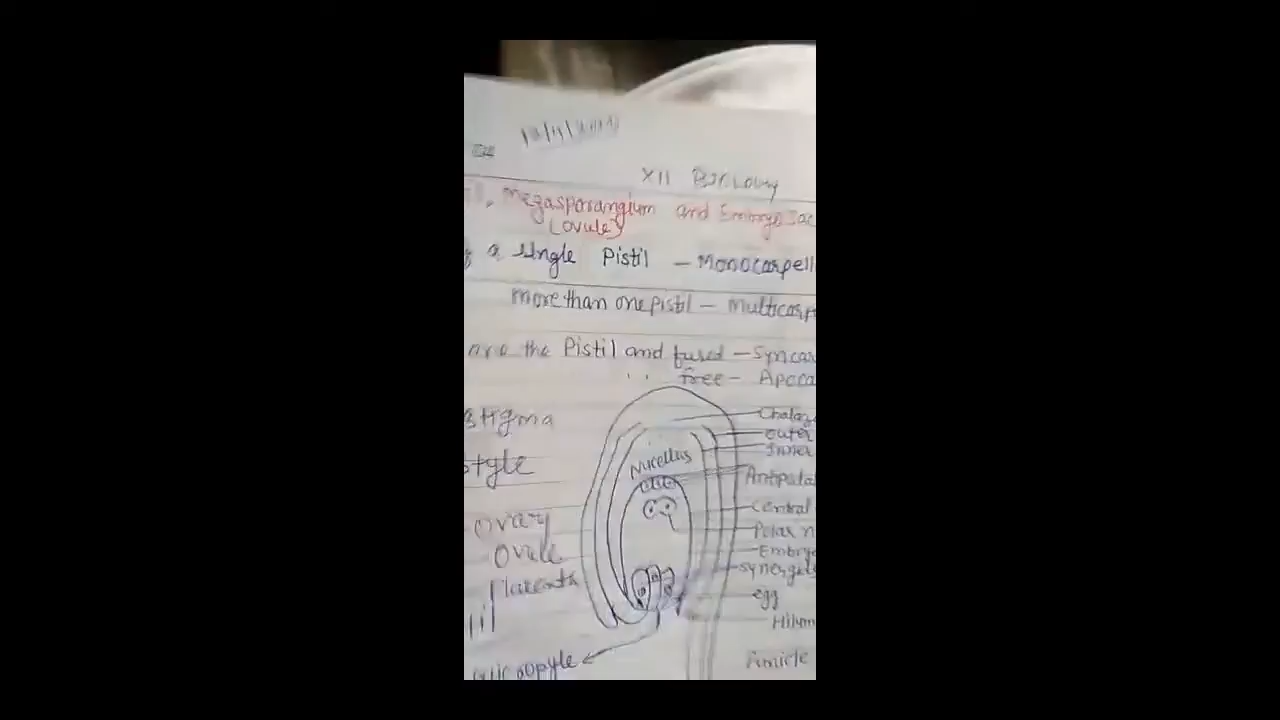 XII Biology
Megasporangium and Embryo Sac
(ovule)
a single Pistil - Monocarpell
more than one pistil - Multicarp
are the Pistil and fused - Syncar
free - Apoca
stigma
style
Ovary
Ovule
Placenta
Nucellus
Chalaz
outer
Inner
Antipoda
Central
Polar n
Embryo
synergids
egg
Hilum
micropyle